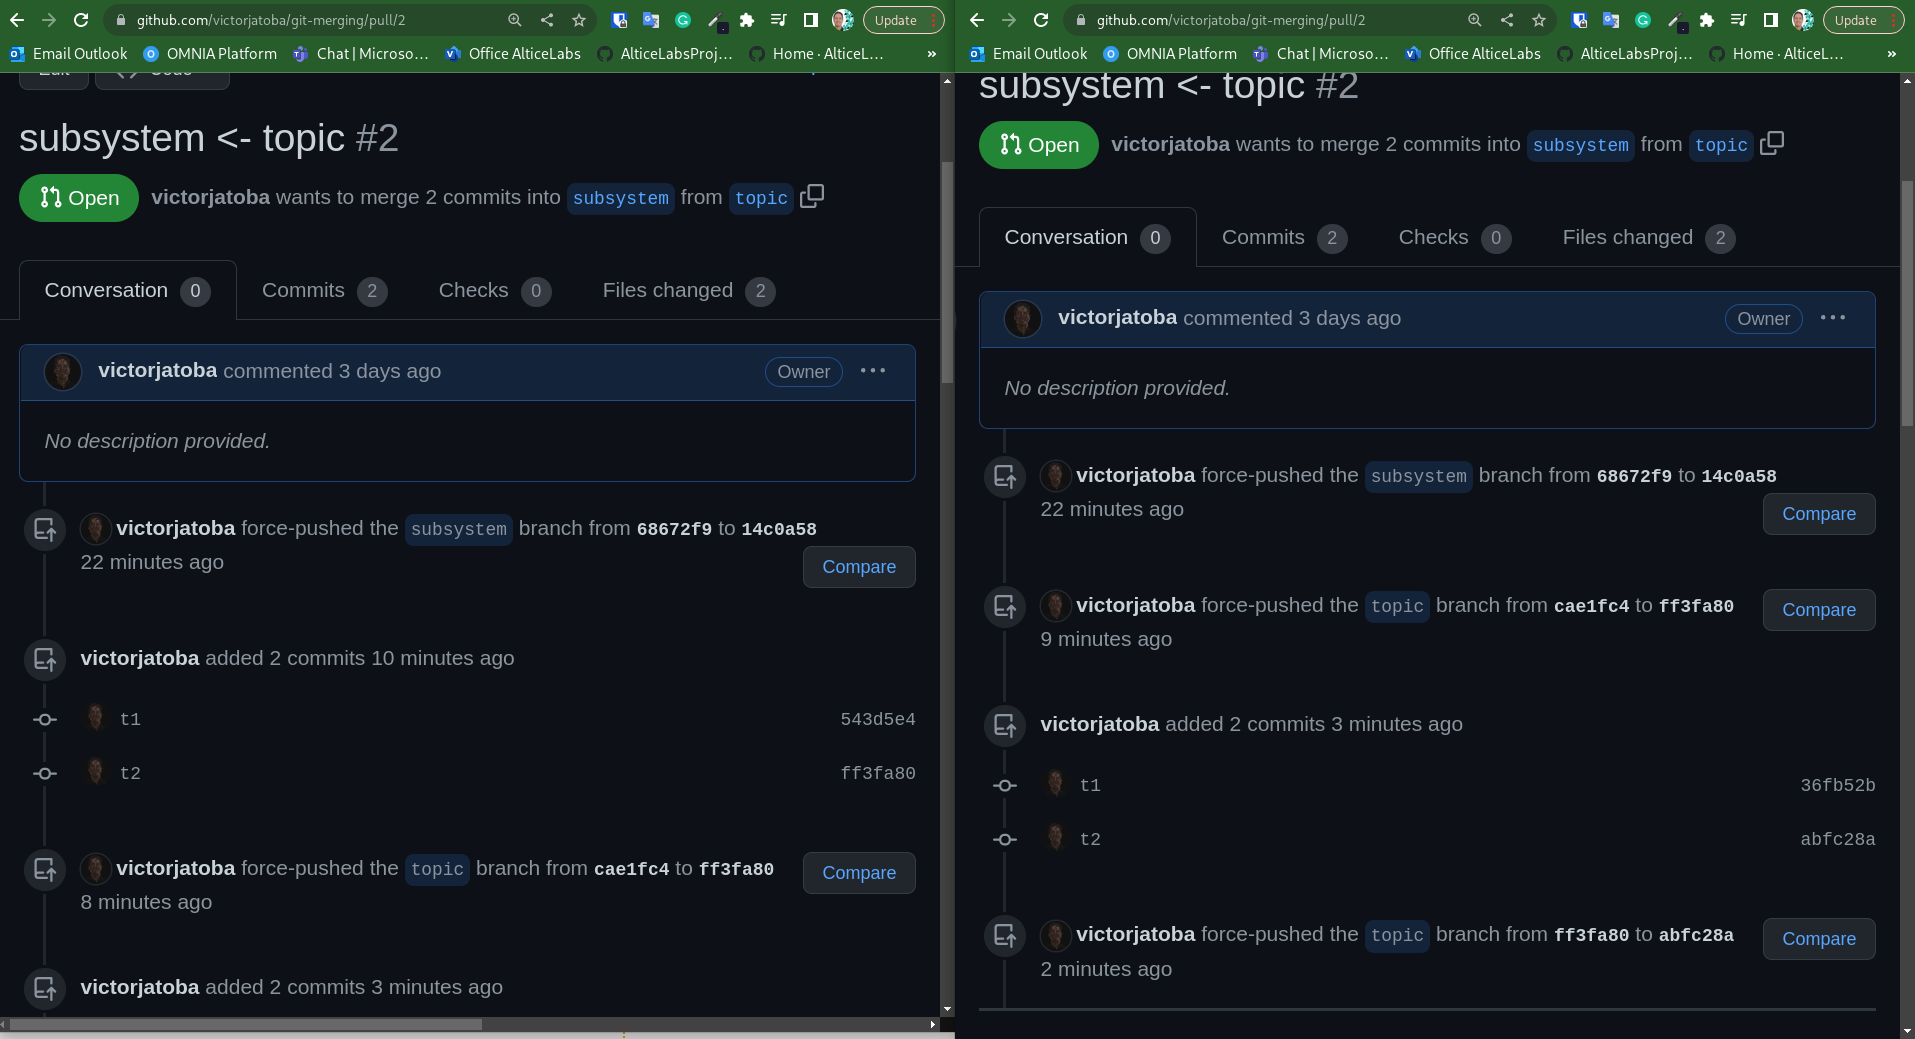 github.com/victorjatoba/git-merging/pull/2
Update
Email Outlook
OMNIA Platform
Chat | Microso...
Office AlticeLabs
AlticeLabsProj...
Home · AlticeL...
»
Edit
Code
subsystem <- topic #2
Open
victorjatoba wants to merge 2 commits into subsystem from topic
Conversation 0
Commits 2
Checks 0
Files changed 2
victorjatoba commented 3 days ago
Owner
No description provided.
victorjatoba force-pushed the subsystem branch from 68672f9 to 14c0a58
22 minutes ago
Compare
victorjatoba added 2 commits 10 minutes ago
t1 543d5e4
t2 ff3fa80
victorjatoba force-pushed the topic branch from cae1fc4 to ff3fa80
Compare
8 minutes ago
victorjatoba added 2 commits 3 minutes ago
github.com/victorjatoba/git-merging/pull/2
Update
Email Outlook
OMNIA Platform
Chat | Microso...
Office AlticeLabs
AlticeLabsProj...
Home · AlticeL...
»
subsystem <- topic #2
Open
victorjatoba wants to merge 2 commits into subsystem from topic
Conversation 0
Commits 2
Checks 0
Files changed 2
victorjatoba commented 3 days ago
Owner
No description provided.
victorjatoba force-pushed the subsystem branch from 68672f9 to 14c0a58
22 minutes ago
Compare
victorjatoba force-pushed the topic branch from cae1fc4 to ff3fa80
Compare
9 minutes ago
victorjatoba added 2 commits 3 minutes ago
t1 36fb52b
t2 abfc28a
victorjatoba force-pushed the topic branch from ff3fa80 to abfc28a
Compare
2 minutes ago